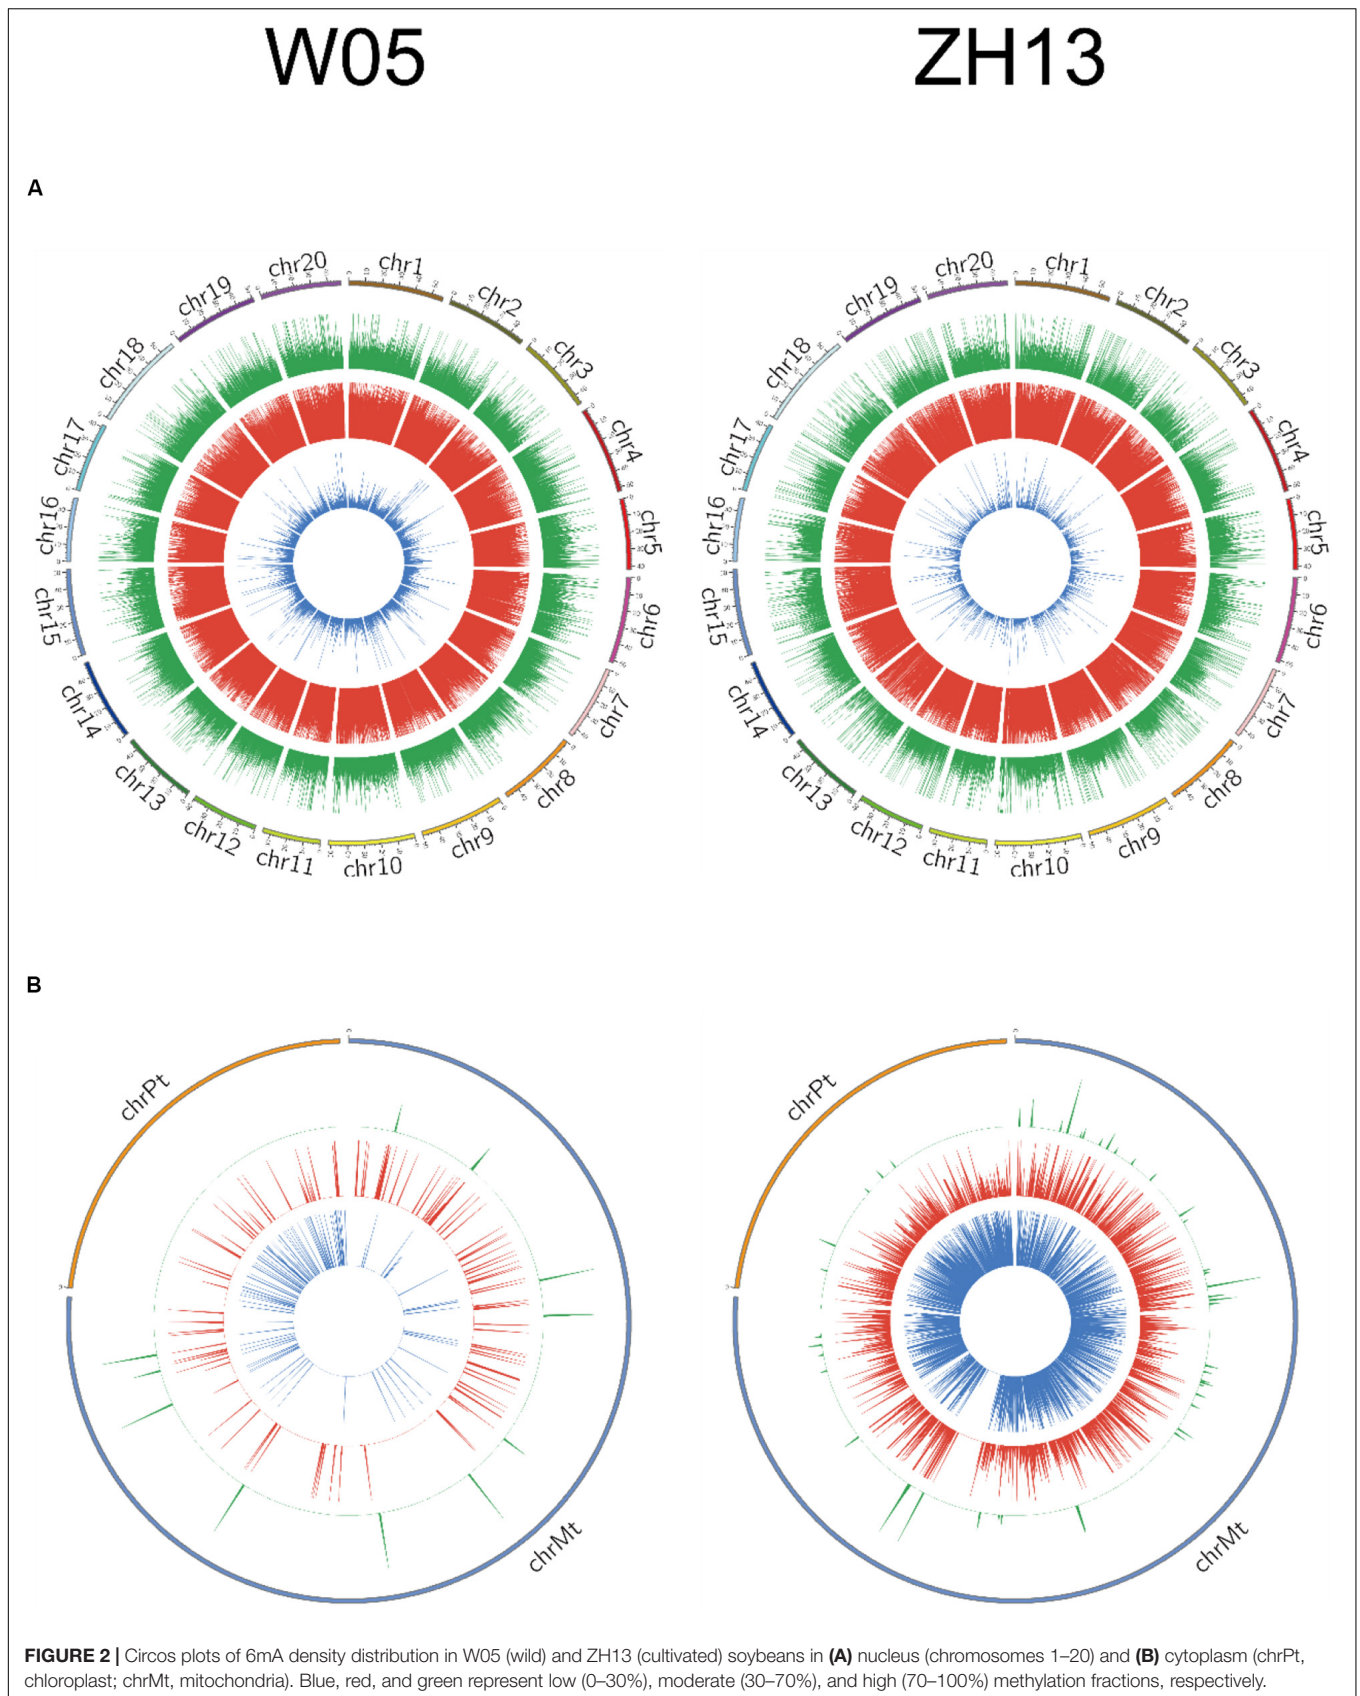 W05
ZH13
A
chr1
chr2
chr3
chr4
chr5
chr6
chr7
chr8
chr9
chr10
chr11
chr12
chr13
chr14
chr15
chr16
chr17
chr18
chr19
chr20
chr1
chr2
chr3
chr4
chr5
chr6
chr7
chr8
chr9
chr10
chr11
chr12
chr13
chr14
chr15
chr16
chr17
chr18
chr19
chr20
B
chrPt
chrMt
chrPt
chrMt
FIGURE 2 | Circos plots of 6mA density distribution in W05 (wild) and ZH13 (cultivated) soybeans in (A) nucleus (chromosomes 1–20) and (B) cytoplasm (chrPt,
chloroplast; chrMt, mitochondria). Blue, red, and green represent low (0–30%), moderate (30–70%), and high (70–100%) methylation fractions, respectively.